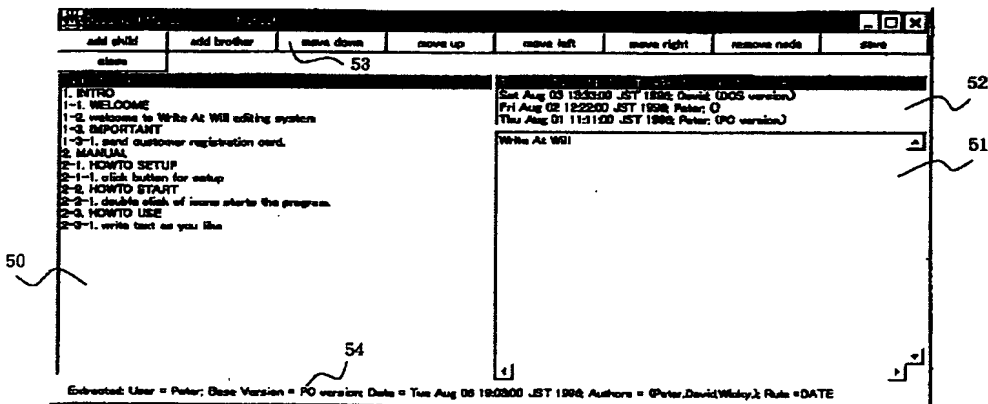 add child add brother move down move up move left move right remove node save
close
53
52
Sat Aug 03 13:33:00 JST 1996; David; (DOS version)
Fri Aug 02 12:22:00 JST 1996; Peter; ()
Thu Aug 01 11:11:00 JST 1996; Peter; (PO version)
51
Write At Will
1. INTRO
1-1. WELCOME
1-2. welcome to Write At Will editing system
1-3. IMPORTANT
1-3-1. send customer registration card.
2. MANUAL
2-1. HOWTO SETUP
2-1-1. click button for setup
2-2. HOWTO START
2-2-1. double click of icons starts the program.
2-3. HOWTO USE
2-3-1. write text as you like
50
54
Extracted: User = Peter; Base Version = PO version; Date = Tue Aug 06 19:03:00 JST 1996; Authors = (Peter,David, Rule =DATE